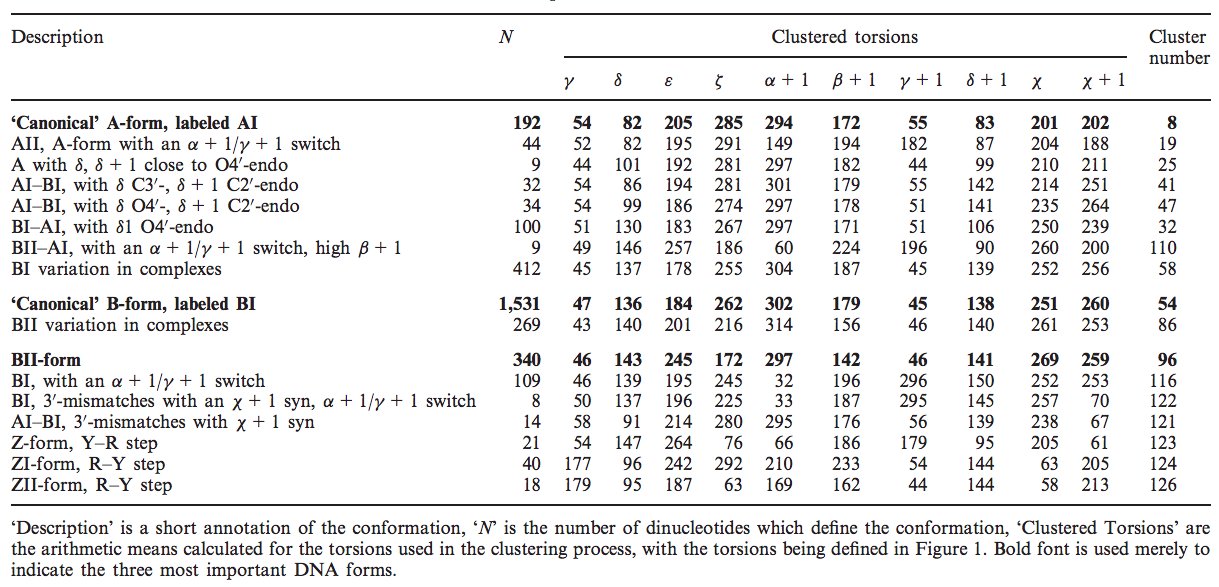 Description N Clustered torsions Cluster number
γ δ ε ζ α + 1 β + 1 γ + 1 δ + 1 χ χ + 1
‘Canonical’ A-form, labeled AI 192 54 82 205 285 294 172 55 83 201 202 8
AII, A-form with an α + 1/γ + 1 switch 44 52 82 195 291 149 194 182 87 204 188 19
A with δ, δ + 1 close to O4′-endo 9 44 101 192 281 297 182 44 99 210 211 25
AI–BI, with δ C3′-, δ + 1 C2′-endo 32 54 86 194 281 301 179 55 142 214 251 41
AI–BI, with δ O4′-, δ + 1 C2′-endo 34 54 99 186 274 297 178 51 141 235 264 47
BI–AI, with δ1 O4′-endo 100 51 130 183 267 297 171 51 106 250 239 32
BII–AI, with an α + 1/γ + 1 switch, high β + 1 9 49 146 257 186 60 224 196 90 260 200 110
BI variation in complexes 412 45 137 178 255 304 187 45 139 252 256 58
‘Canonical’ B-form, labeled BI 1,531 47 136 184 262 302 179 45 138 251 260 54
BII variation in complexes 269 43 140 201 216 314 156 46 140 261 253 86
BII-form 340 46 143 245 172 297 142 46 141 269 259 96
BI, with an α + 1/γ + 1 switch 109 46 139 195 245 32 196 296 150 252 253 116
BI, 3′-mismatches with an χ + 1 syn, α + 1/γ + 1 switch 8 50 137 196 225 33 187 295 145 257 70 122
AI–BI, 3′-mismatches with χ + 1 syn 14 58 91 214 280 295 176 56 139 238 67 121
Z-form, Y–R step 21 54 147 264 76 66 186 179 95 205 61 123
ZI-form, R–Y step 40 177 96 242 292 210 233 54 144 63 205 124
ZII-form, R–Y step 18 179 95 187 63 169 162 44 144 58 213 126
‘Description’ is a short annotation of the conformation, ‘N’ is the number of dinucleotides which define the conformation, ‘Clustered Torsions’ are
the arithmetic means calculated for the torsions used in the clustering process, with the torsions being defined in Figure 1. Bold font is used merely to
indicate the three most important DNA forms.